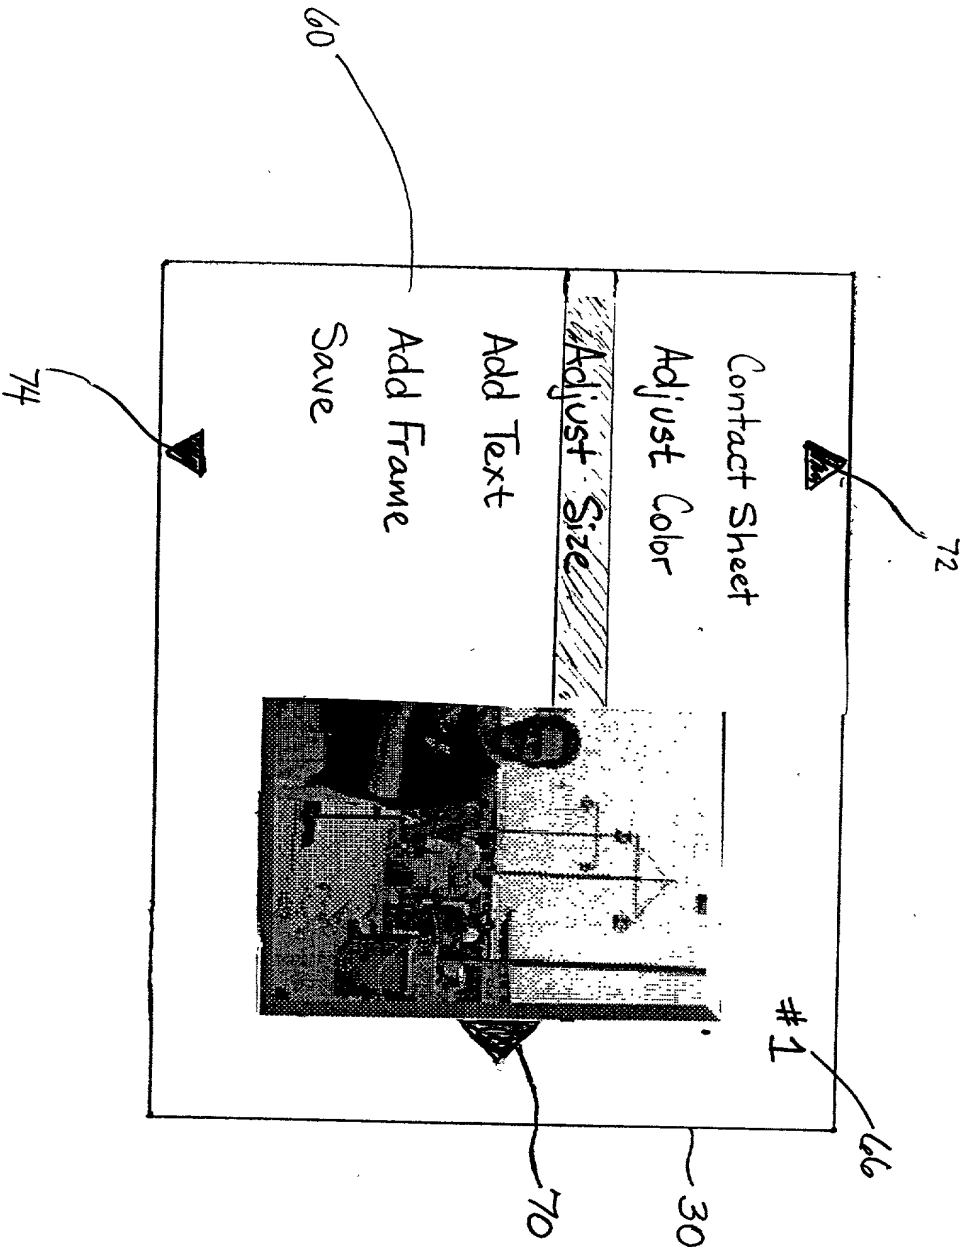 72
#1
66
Contact Sheet
Adjust Color
Adjust Size
Add Text
Add Frame
Save
60
74
70
30